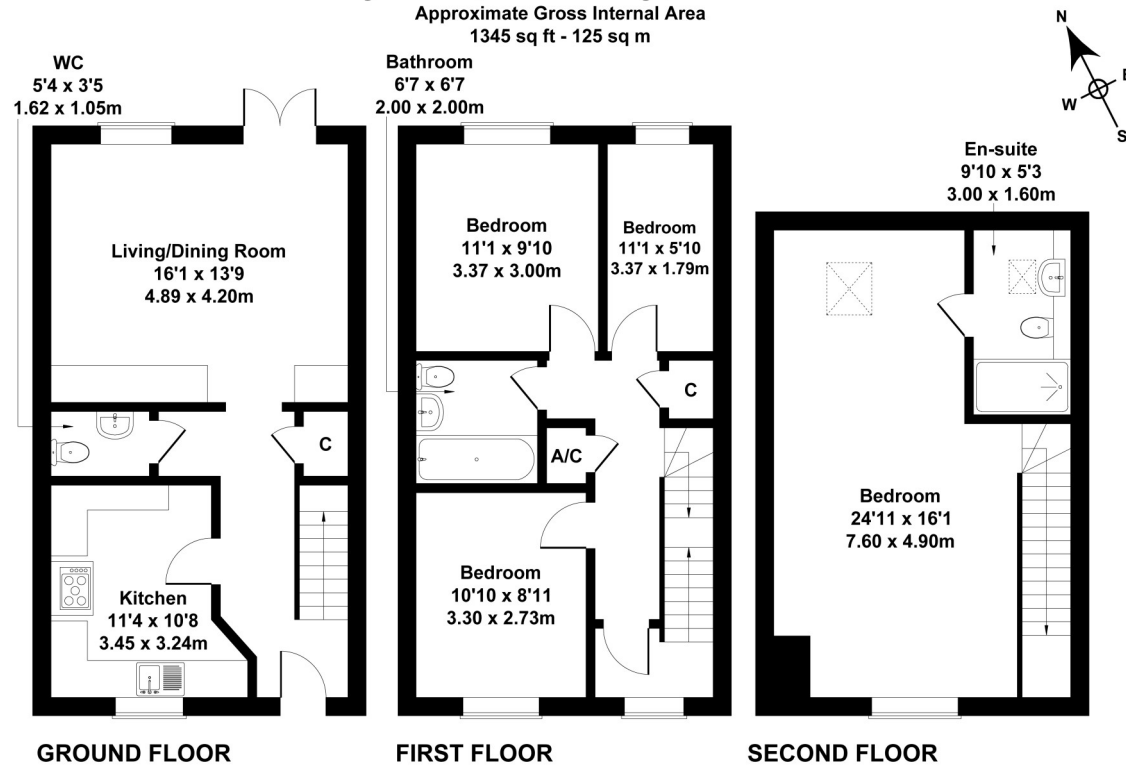 Approximate Gross Internal Area
1345 sq ft - 125 sq m
N
E
W
S
WC
5'4 x 3'5
1.62 x 1.05m
Living/Dining Room
16'1 x 13'9
4.89 x 4.20m
C
Kitchen
11'4 x 10'8
3.45 x 3.24m
GROUND FLOOR
Bathroom
6'7 x 6'7
2.00 x 2.00m
Bedroom
11'1 x 9'10
3.37 x 3.00m
Bedroom
11'1 x 5'10
3.37 x 1.79m
C
A/C
Bedroom
10'10 x 8'11
3.30 x 2.73m
FIRST FLOOR
En-suite
9'10 x 5'3
3.00 x 1.60m
Bedroom
24'11 x 16'1
7.60 x 4.90m
SECOND FLOOR